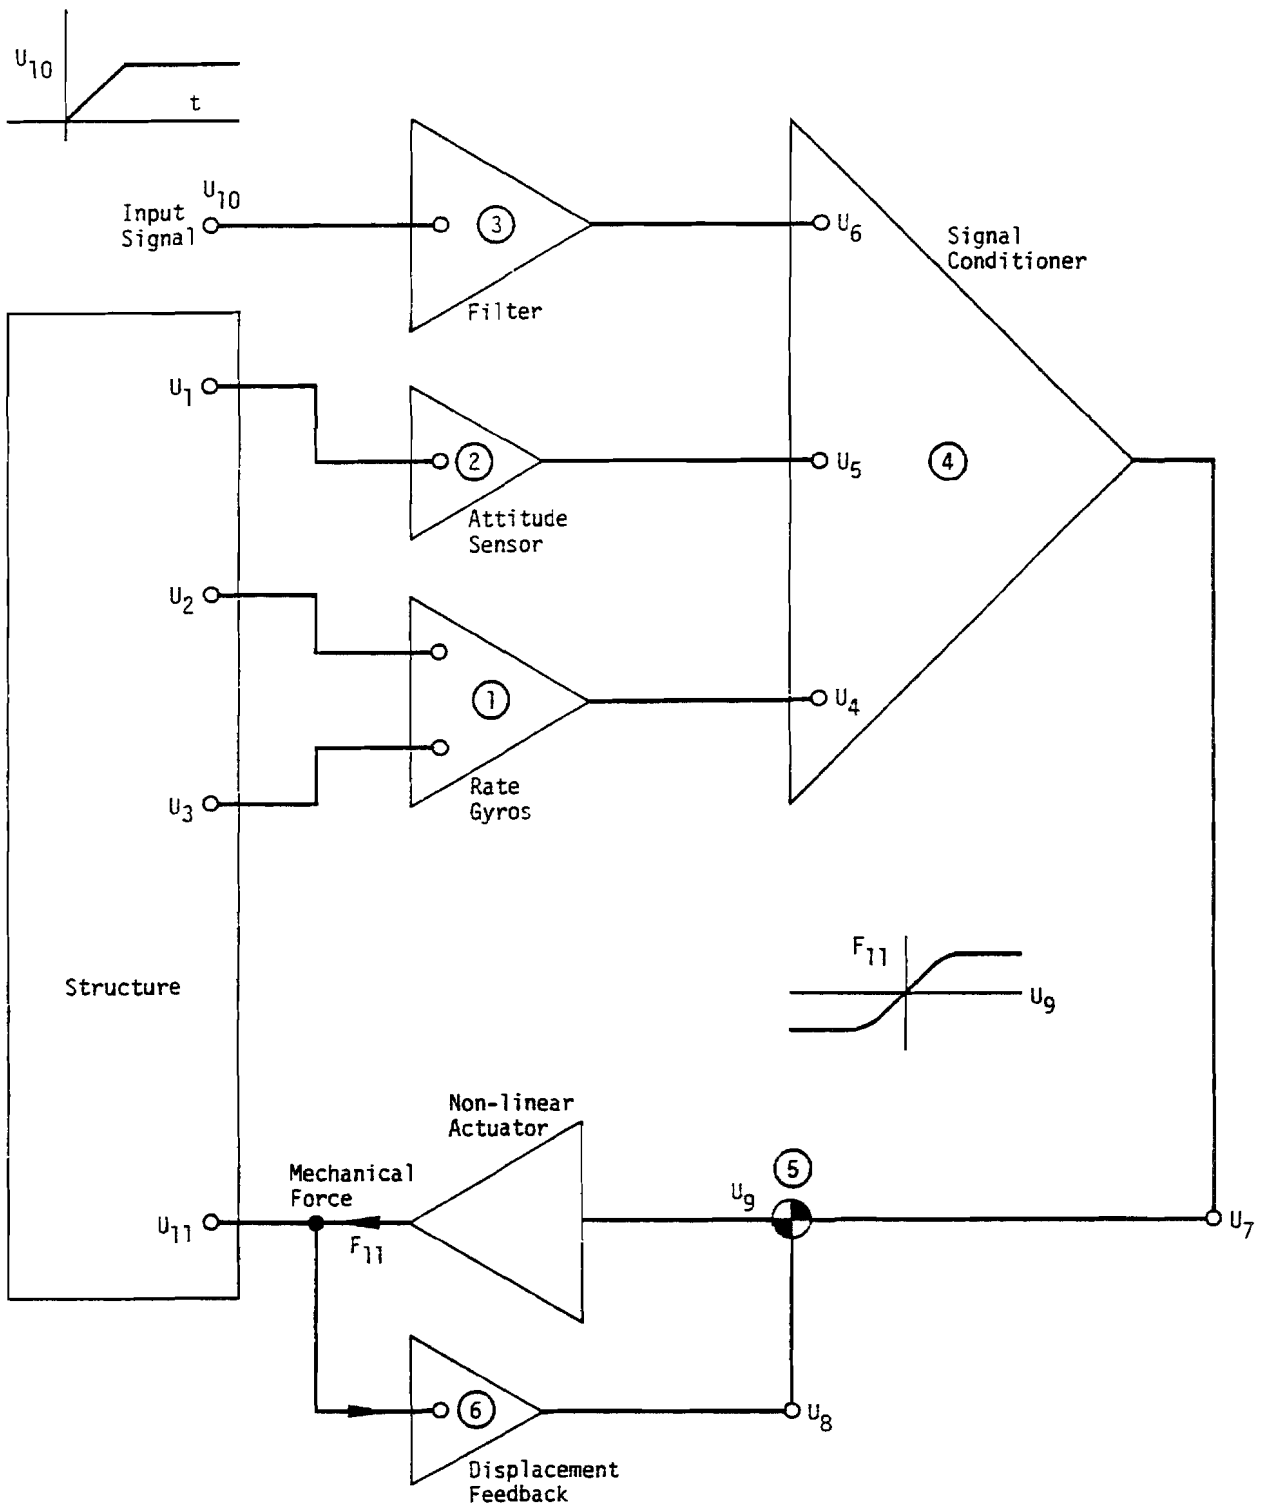 U10
t
U10
Input
Signal
3
Filter
U6
Signal
Conditioner
U1
2
Attitude
Sensor
U5
4
U2
1
Rate
Gyros
U4
U3
Structure
F11
U9
Non-linear
Actuator
Mechanical
Force
U11
F11
U9
5
U7
6
Displacement
Feedback
U8